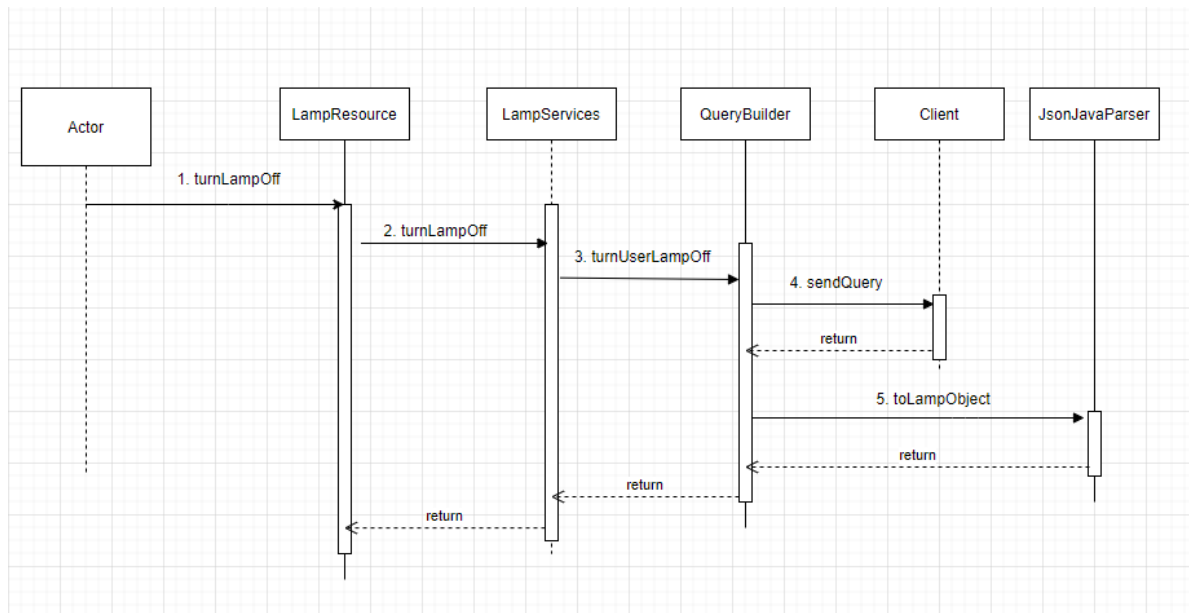 Actor
LampResource
LampServices
QueryBuilder
Client
JsonJavaParser
1. turnLampOff
2. turnLampOff
3. turnUserLampOff
4. sendQuery
return
5. toLampObject
return
return
return